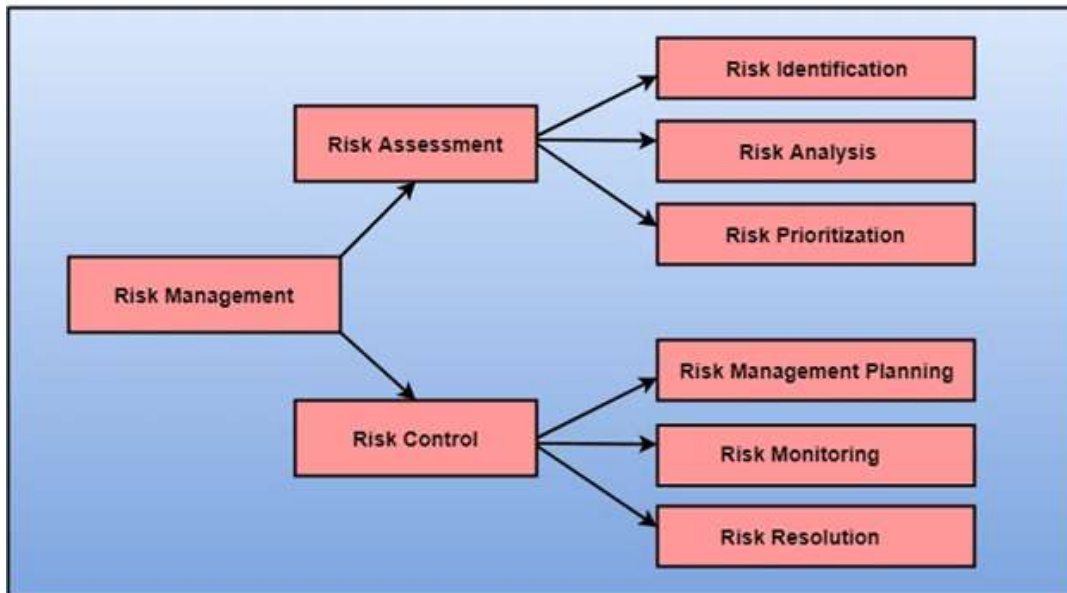 Risk Identification
Risk Assessment
Risk Analysis
Risk Prioritization
Risk Management
Risk Management Planning
Risk Control
Risk Monitoring
Risk Resolution